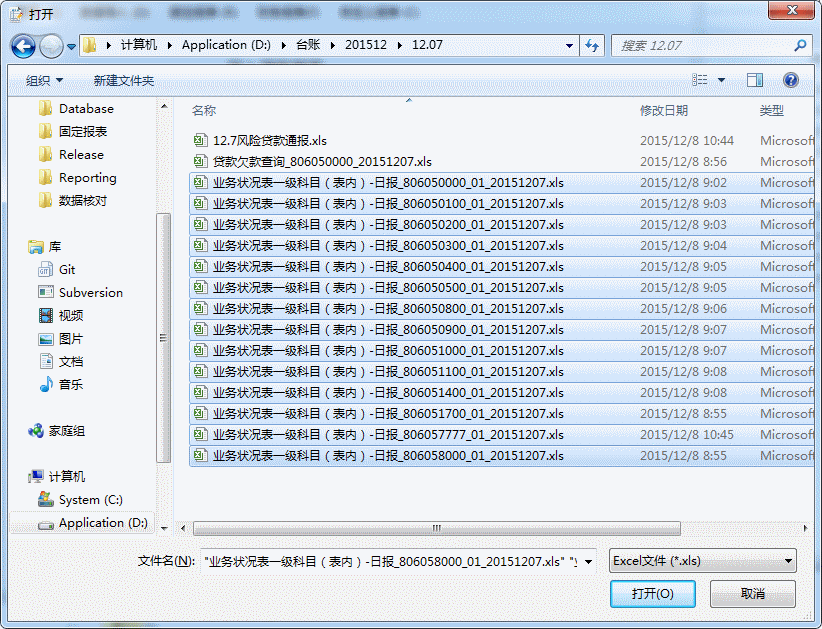 打开
计算机 Application (D:) 台账 201512 12.07 搜索 12.07
组织 新建文件夹
Database
固定报表
Release
Reporting
数据核对
库
Git
Subversion
视频
图片
文档
音乐
家庭组
计算机
System (C:)
Application (D:)
名称 修改日期 类型
12.7风险贷款通报.xls 2015/12/8 10:44 Microsoft
贷款欠款查询_806050000_20151207.xls 2015/12/8 8:56 Microsoft
业务状况表一级科目（表内）-日报_806050000_01_20151207.xls 2015/12/8 9:02 Microsoft
业务状况表一级科目（表内）-日报_806050100_01_20151207.xls 2015/12/8 9:03 Microsoft
业务状况表一级科目（表内）-日报_806050200_01_20151207.xls 2015/12/8 9:03 Microsoft
业务状况表一级科目（表内）-日报_806050300_01_20151207.xls 2015/12/8 9:04 Microsoft
业务状况表一级科目（表内）-日报_806050400_01_20151207.xls 2015/12/8 9:05 Microsoft
业务状况表一级科目（表内）-日报_806050500_01_20151207.xls 2015/12/8 9:05 Microsoft
业务状况表一级科目（表内）-日报_806050800_01_20151207.xls 2015/12/8 9:06 Microsoft
业务状况表一级科目（表内）-日报_806050900_01_20151207.xls 2015/12/8 9:07 Microsoft
业务状况表一级科目（表内）-日报_806051000_01_20151207.xls 2015/12/8 9:07 Microsoft
业务状况表一级科目（表内）-日报_806051100_01_20151207.xls 2015/12/8 9:08 Microsoft
业务状况表一级科目（表内）-日报_806051400_01_20151207.xls 2015/12/8 9:08 Microsoft
业务状况表一级科目（表内）-日报_806051700_01_20151207.xls 2015/12/8 8:55 Microsoft
业务状况表一级科目（表内）-日报_806057777_01_20151207.xls 2015/12/8 10:45 Microsoft
业务状况表一级科目（表内）-日报_806058000_01_20151207.xls 2015/12/8 8:55 Microsoft
文件名(N): "业务状况表一级科目（表内）-日报_806058000_01_20151207.xls" " Excel文件 (*.xls)
打开(O) 取消